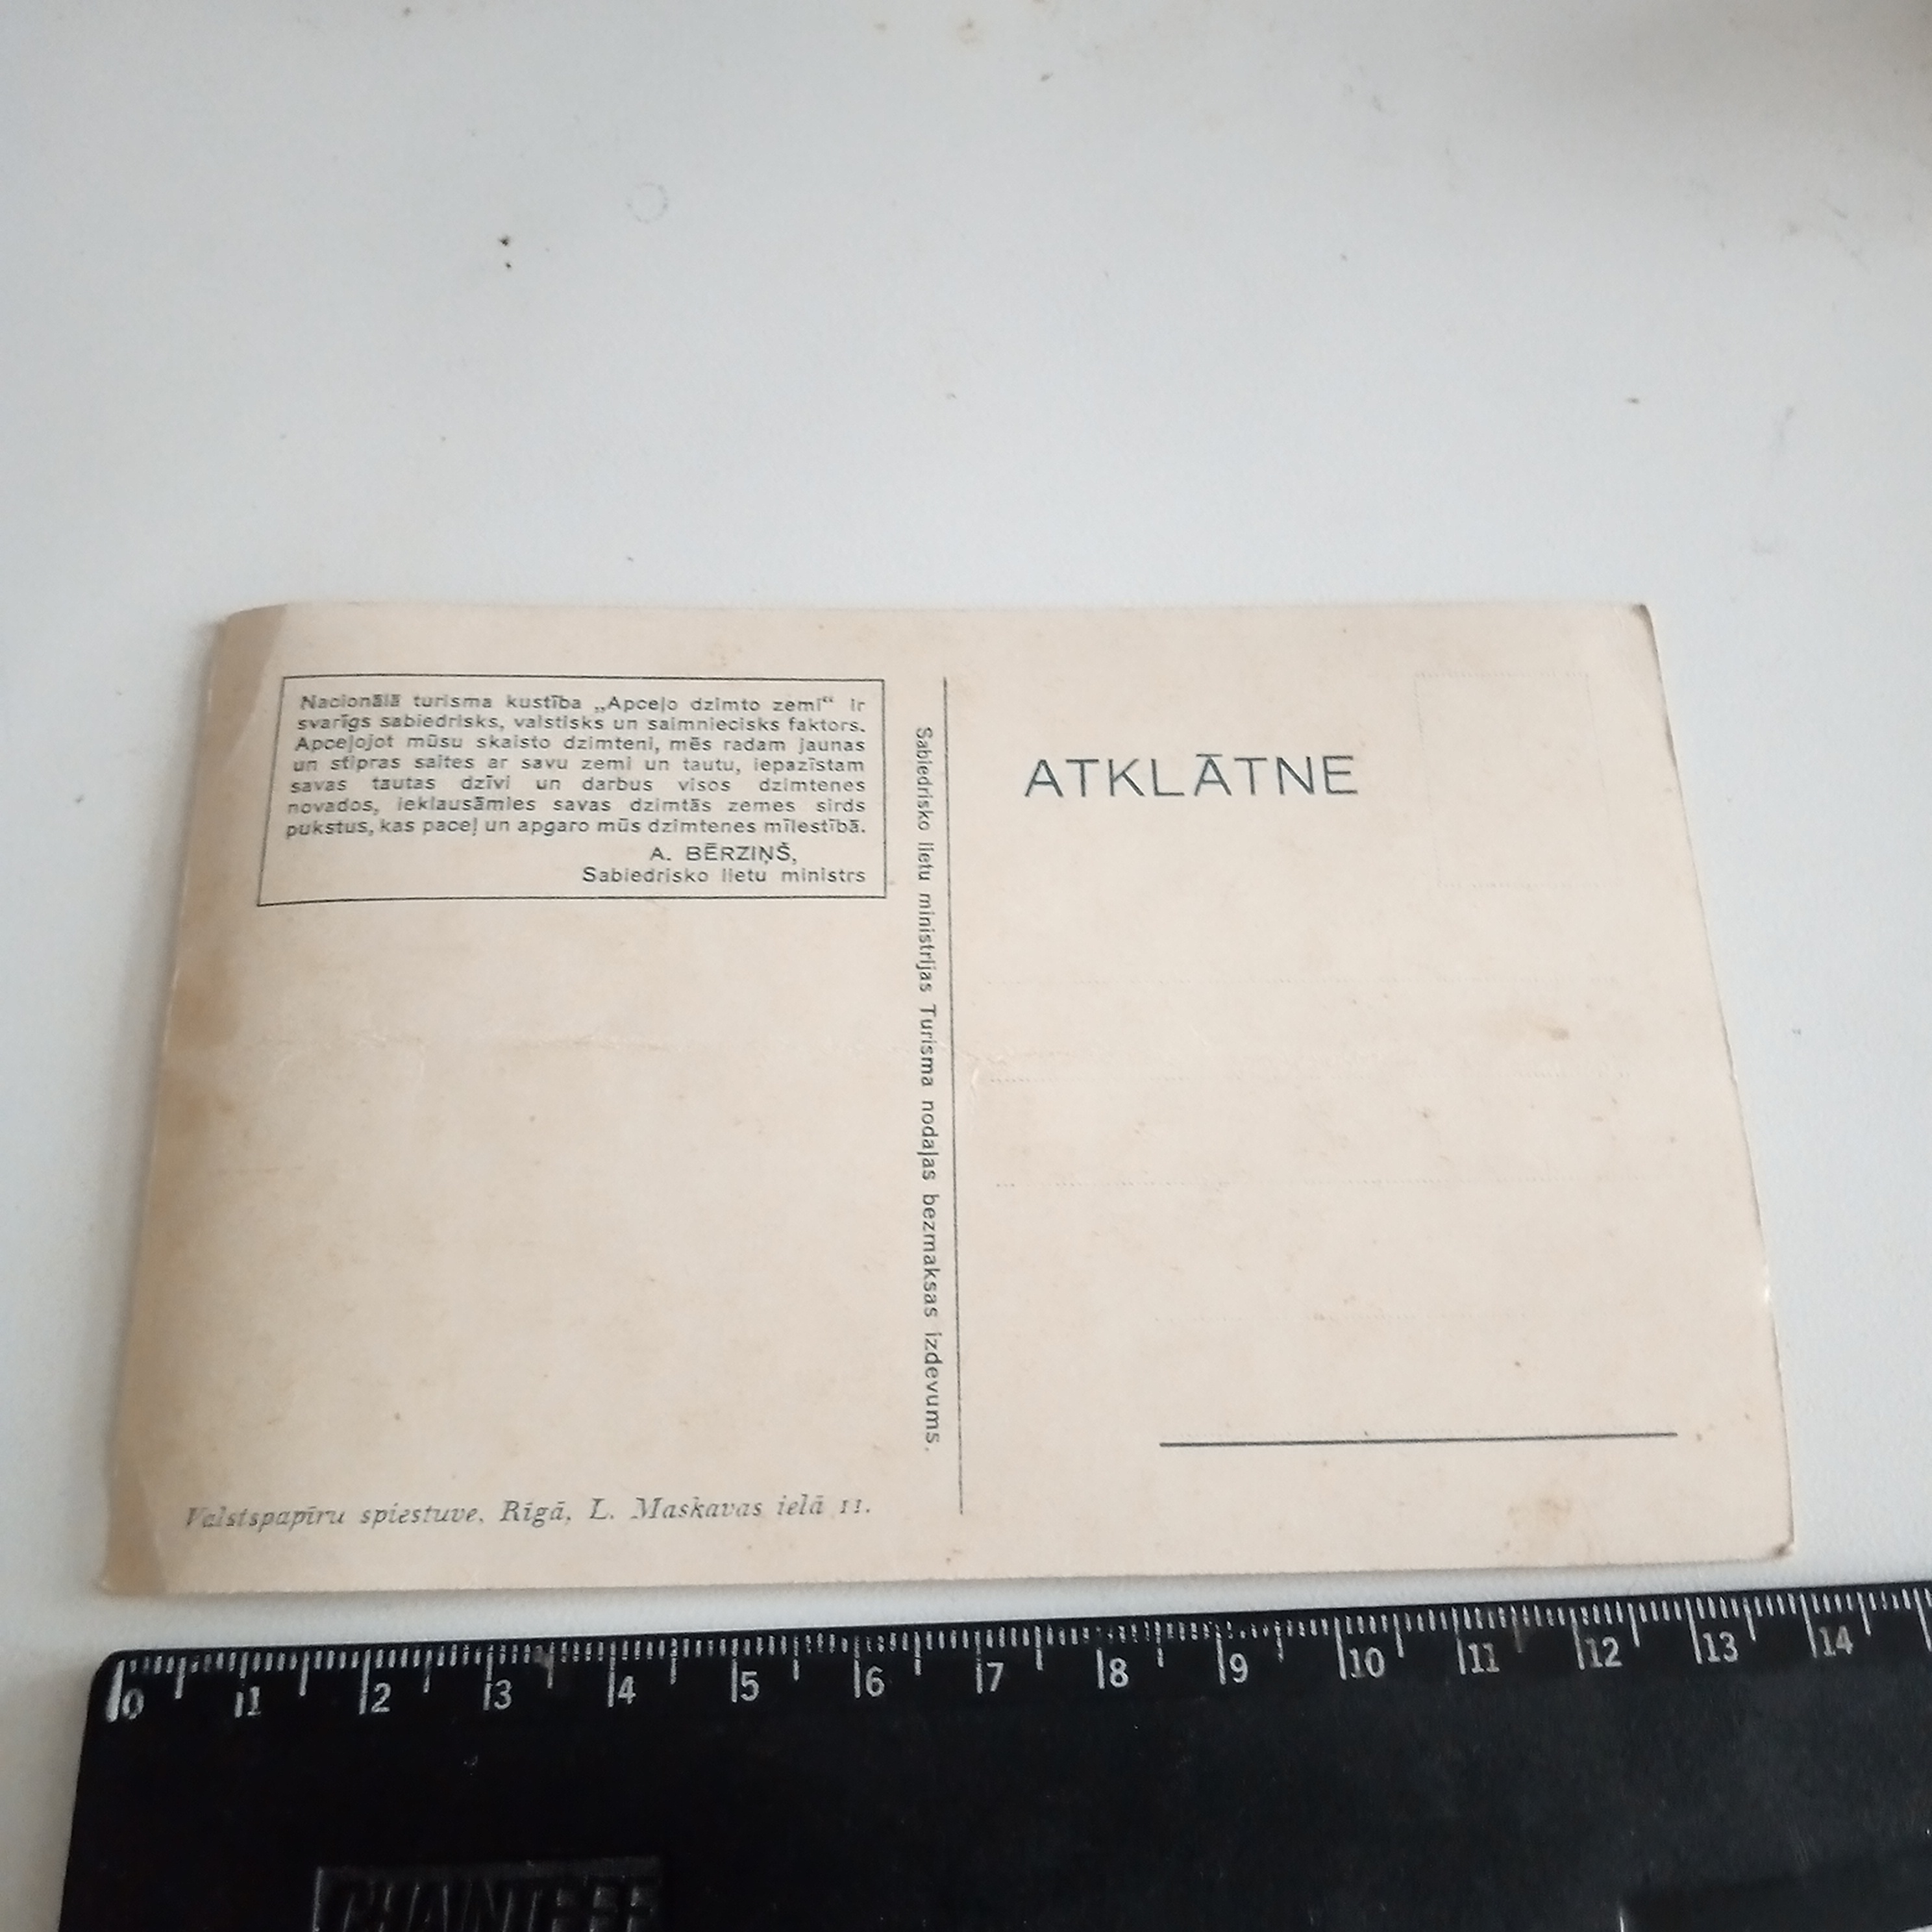 Nacionālā turisma kustība „Apceļo dzimto zemi“ ir
svarīgs sabiedrisks, valstisks un saimniecisks faktors.
Apceļojot mūsu skaisto dzimteni, mēs radam jaunas
un stipras saites ar savu zemi un tautu, iepazīstam
savas tautas dzīvi un darbus visos dzimtenes
novados, ieklausāmies savas dzimtās zemes sirds
pukstus, kas paceļ un apgaro mūs dzimtenes mīlestībā.
A. BĒRZIŅŠ,
Sabiedrisko lietu ministrs
Valstspapīru spiestuve, Rīgā, L. Maskavas ielā 11.
Sabiedrisko lietu ministrijas Turisma nodaļas bezmaksas izdevums.
ATKLĀTNE
0 1 2 3 4 5 6 7 8 9 10 11 12 13 14